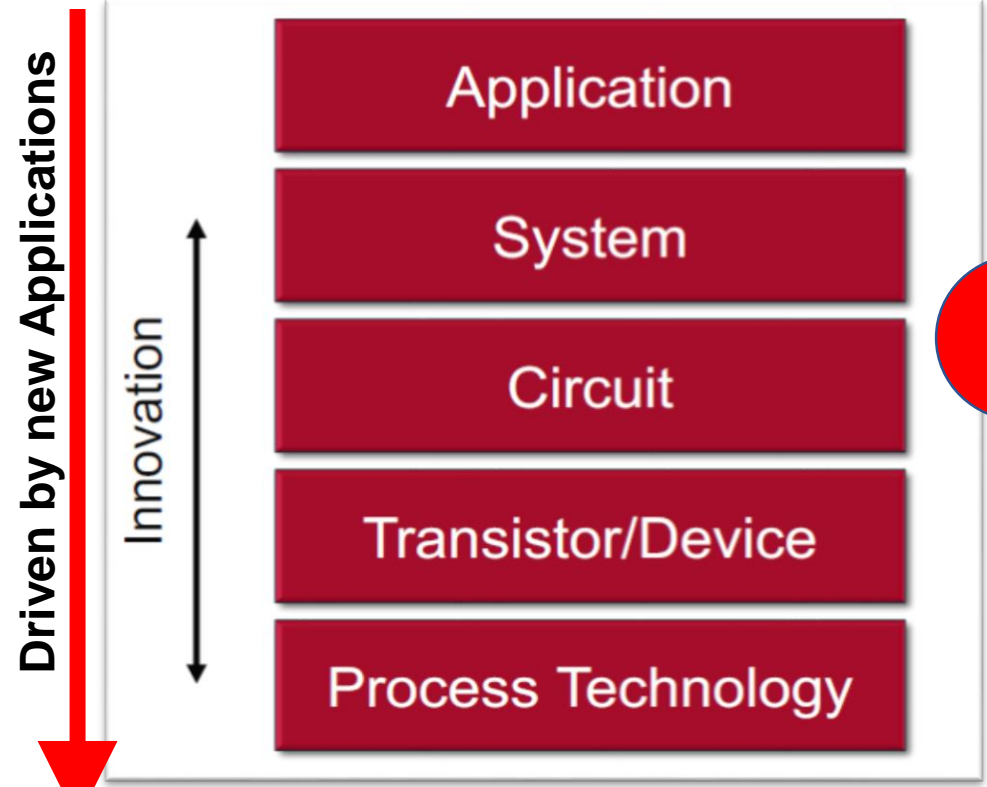 Driven by new Applications
Innovation
Application
System
Circuit
Transistor/Device
Process Technology